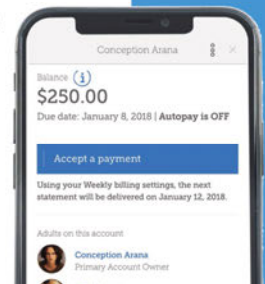 Conception Arana
Balance
$250.00
Due date: January 8, 2018 | Autopay is OFF
Accept a payment
Using your Weekly billing settings, the next
statement will be delivered on January 12, 2018.
Adults on this account
Conception Arana
Primary Account Owner